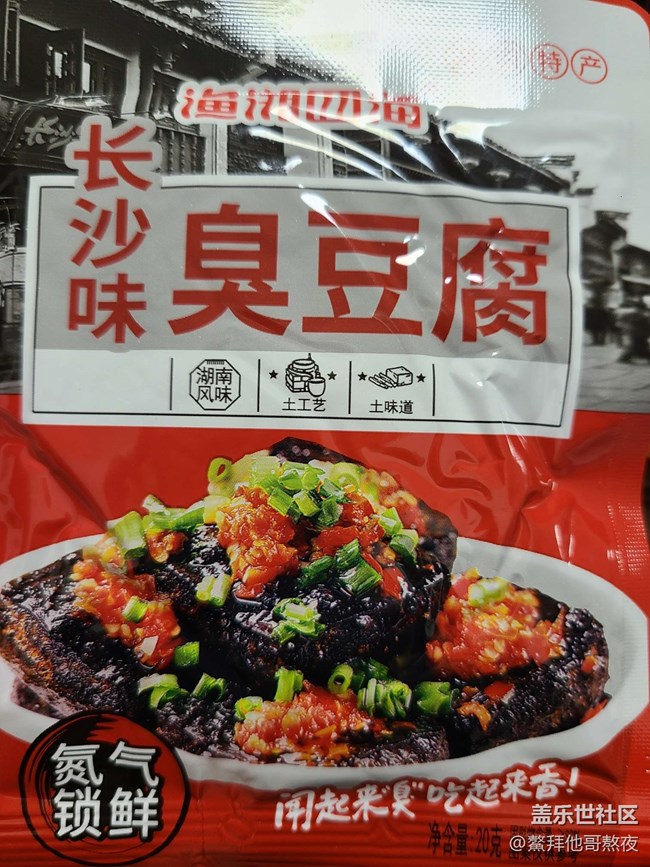 特产
渔湖四海
长沙味
臭豆腐
湖南
风味
土工艺
土味道
氮气
锁鲜
闻起来"臭"吃起来香!
净含量:20克
盖乐世社区
@鳌拜他哥熬夜